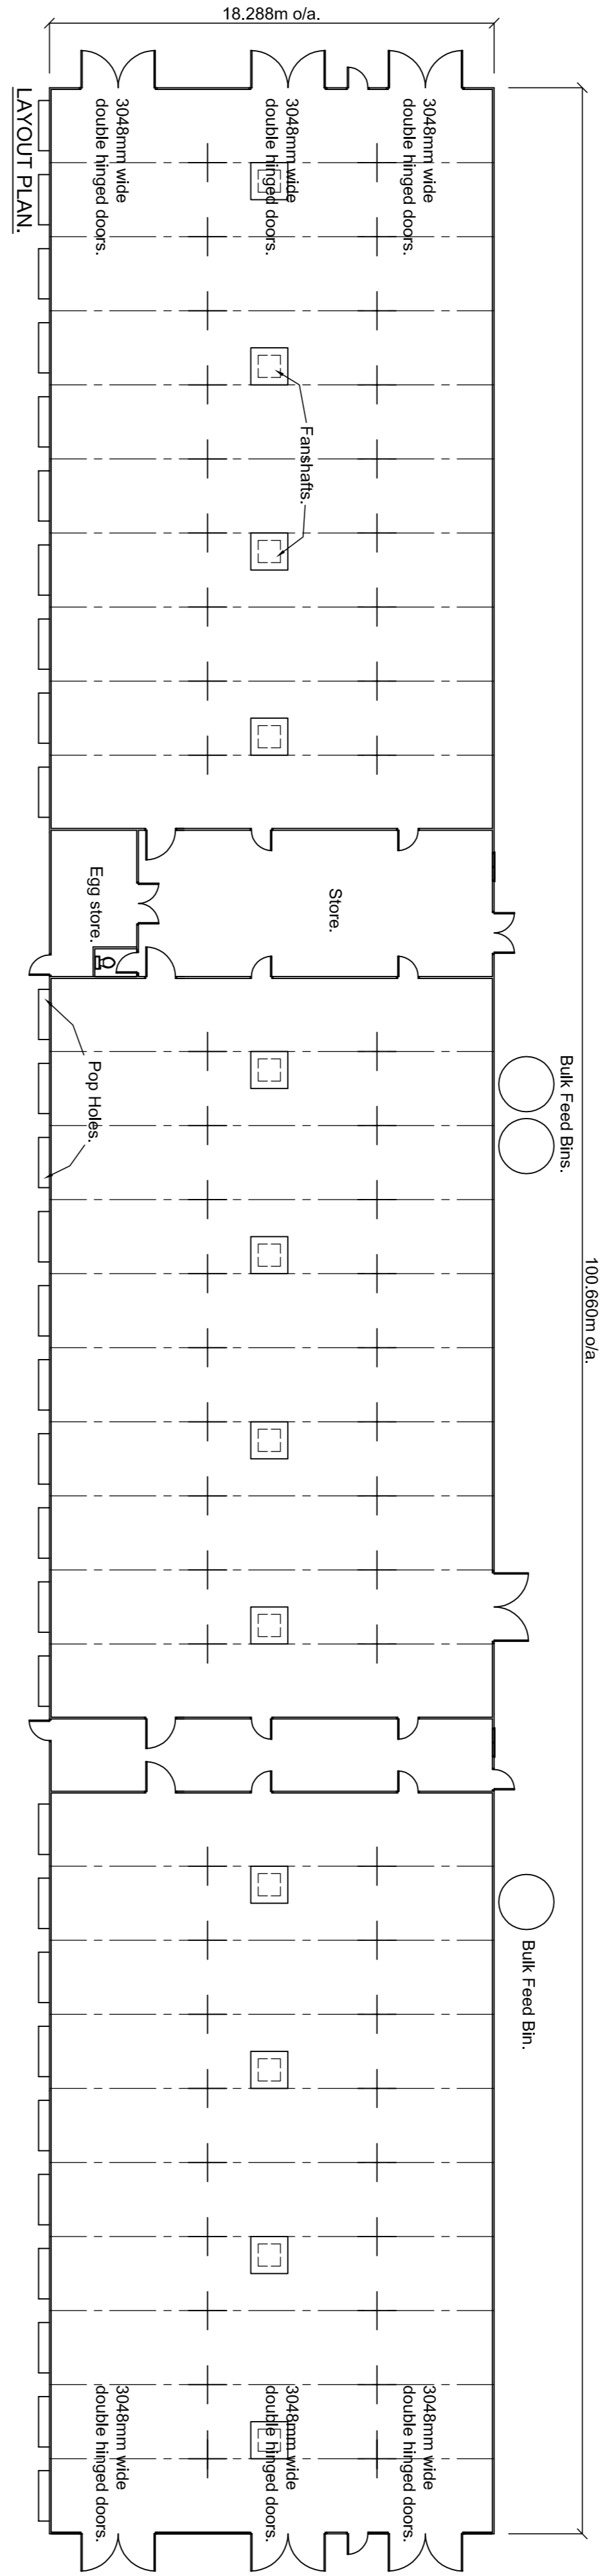 18.288m o/a.
3048mm wide
double hinged doors.
3048mm wide
double hinged doors.
3048mm wide
double hinged doors.
LAYOUT PLAN.
Fanshafts.
Egg store.
Store.
Pop Holes.
Bulk Feed Bins.
100.660m o/a.
Bulk Feed Bin.
3048mm wide
double hinged doors.
3048mm wide
double hinged doors.
3048mm wide
double hinged doors.